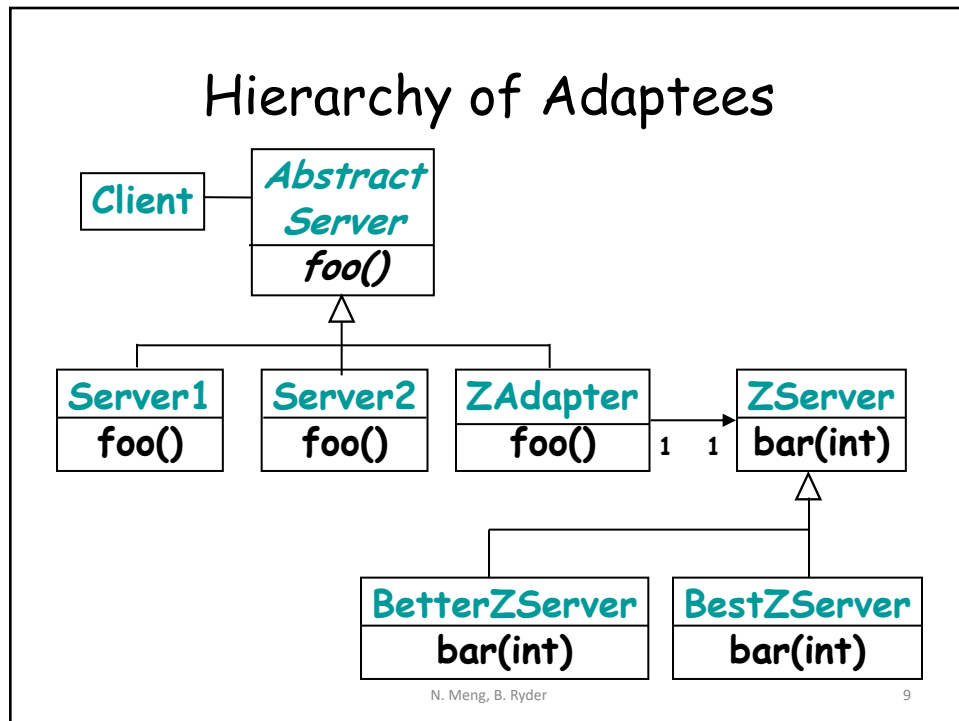 Hierarchy of Adaptees
Client
Abstract
Server
foo()
Server1
foo()
Server2
foo()
ZAdapter
foo()
1 1
ZServer
bar(int)
BetterZServer
bar(int)
BestZServer
bar(int)
N. Meng, B. Ryder
9